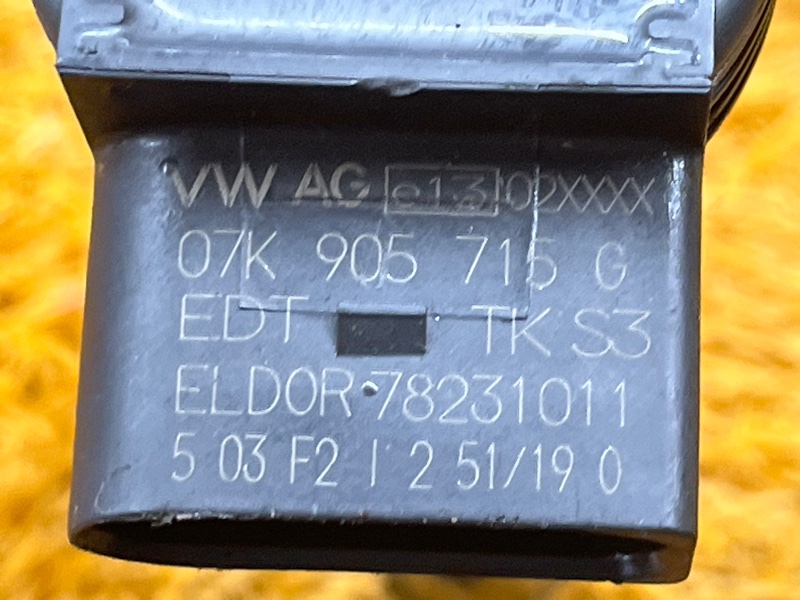 VW AG e13 02XXXX
07K 905 715 G
EDT TK S3
ELDOR 78231011
5 03 F2 I 2 51/19 0